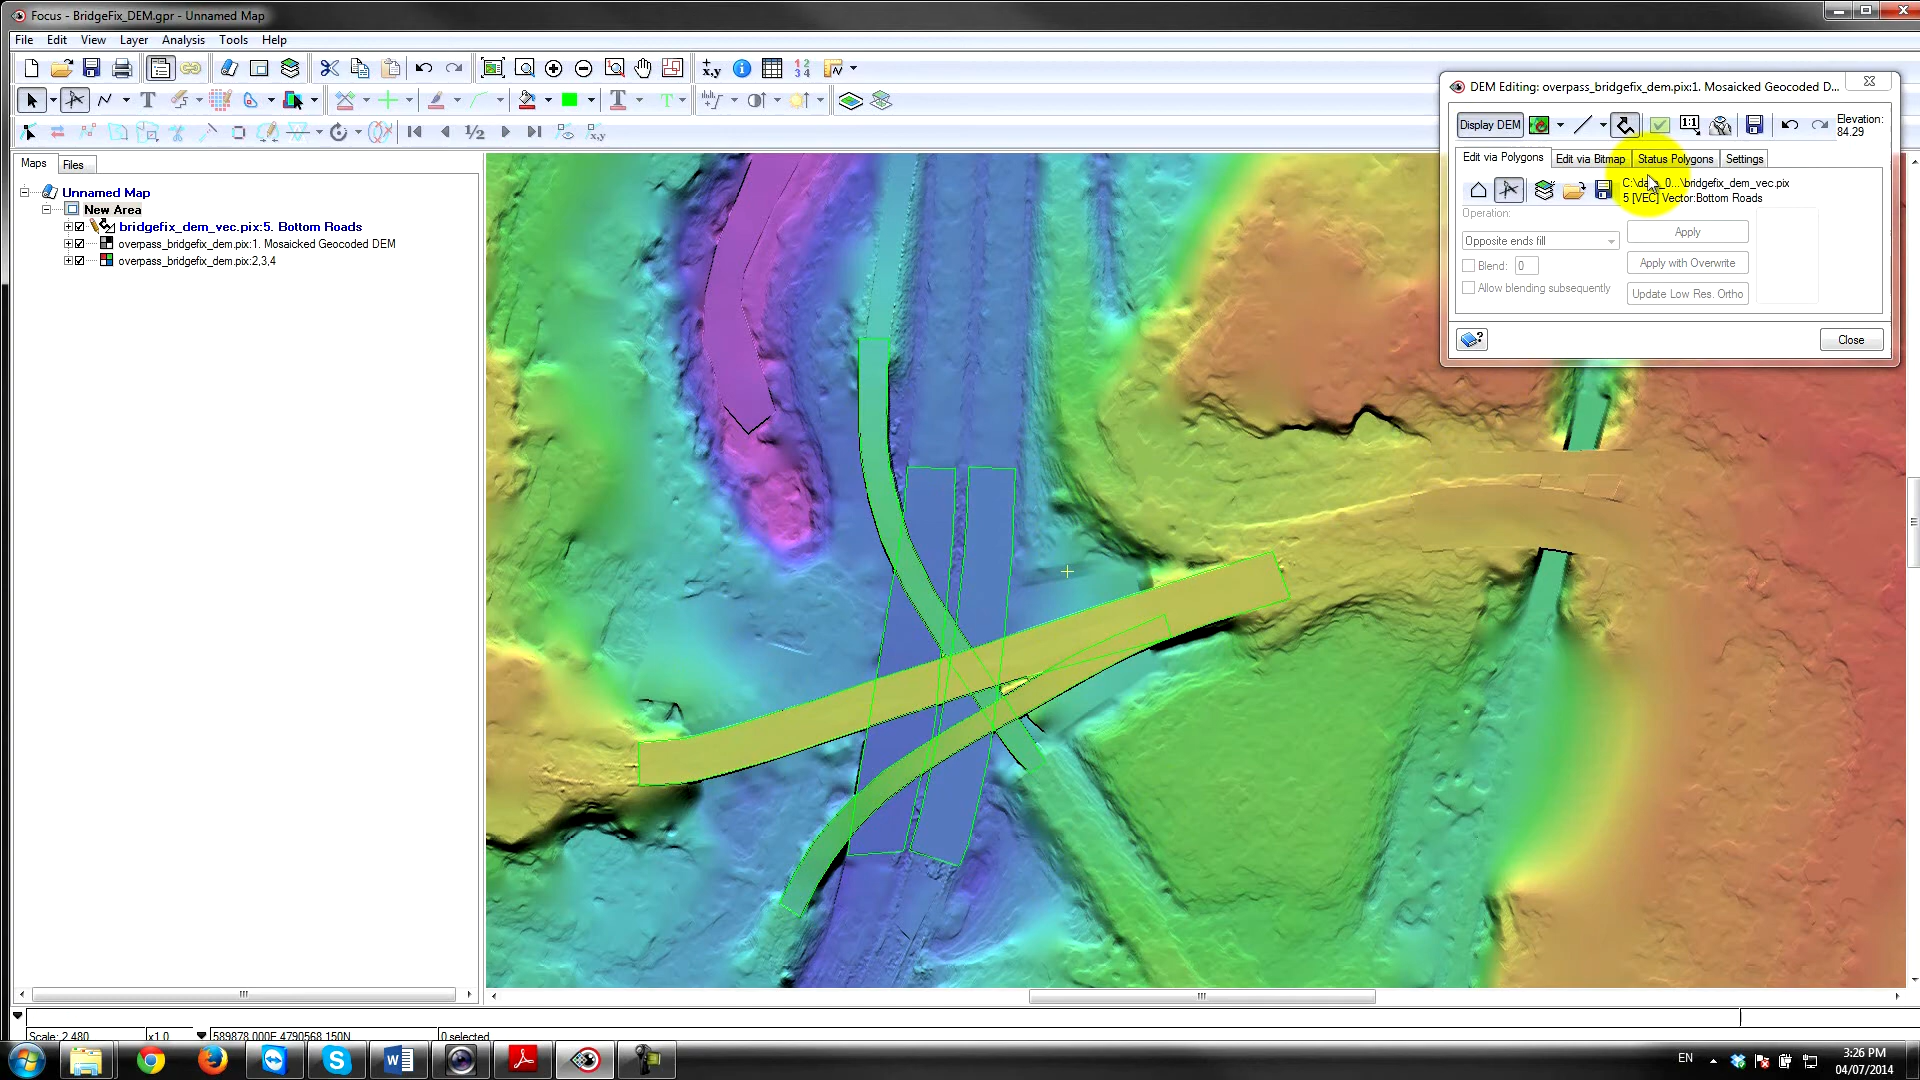 Focus - BridgeFix_DEM.gpr - Unnamed Map
File Edit View Layer Analysis Tools Help
Maps Files
Unnamed Map
New Area
bridgefix_dem_vec.pix:5. Bottom Roads
overpass_bridgefix_dem.pix:1. Mosaicked Geocoded DEM
overpass_bridgefix_dem.pix:2,3,4
DEM Editing: overpass_bridgefix_dem.pix:1. Mosaicked Geocoded D...
Display DEM 1:1 Elevation:
84.29
Edit via Polygons Edit via Bitmap Status Polygons Settings
5 [VEC] Vector:Bottom Roads
Operation:
Opposite ends fill Apply
Blend: 0 Apply with Overwrite
Allow blending subsequently Update Low Res. Ortho
Close
Scale: 2,480 x1.0 589878.000E 4790568.150N 0 selected
EN 3:26 PM
04/07/2014